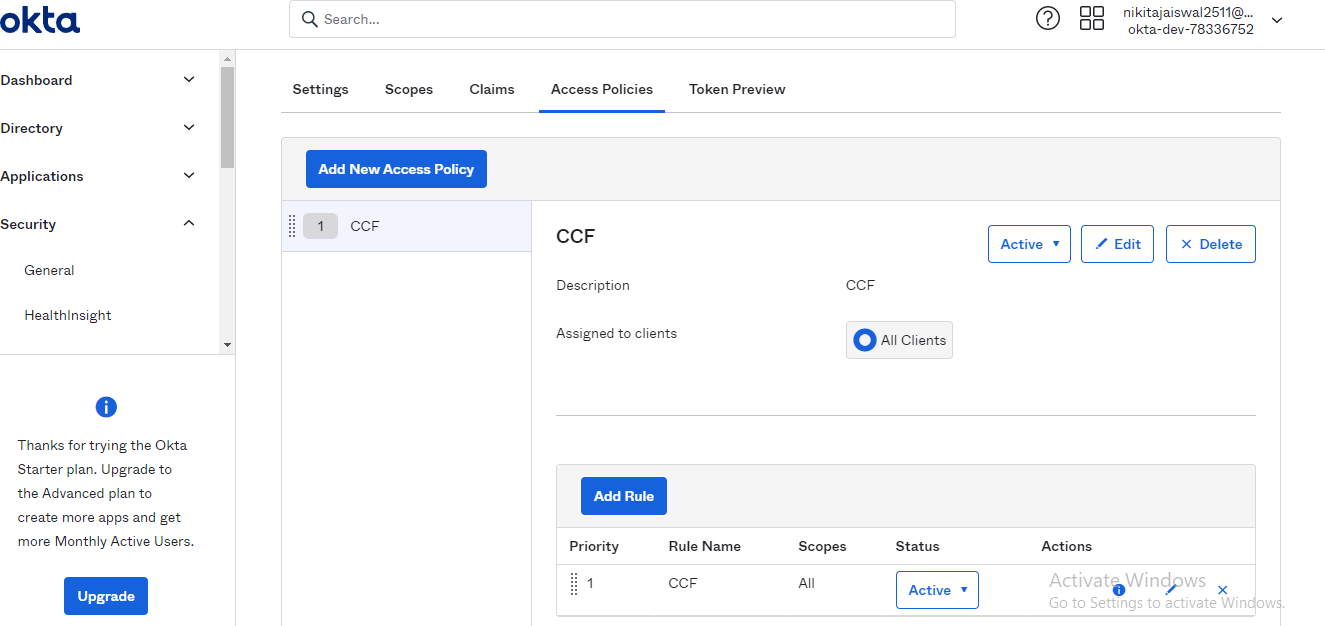 okta
Search...
nikitajaiswal2511@...
okta-dev-78336752
Dashboard
Directory
Applications
Security
General
HealthInsight
Thanks for trying the Okta
Starter plan. Upgrade to
the Advanced plan to
create more apps and get
more Monthly Active Users.
Upgrade
Settings Scopes Claims Access Policies Token Preview
Add New Access Policy
1 CCF
CCF
Active Edit Delete
Description CCF
Assigned to clients All Clients
Add Rule
Priority Rule Name Scopes Status Actions
1 CCF All Active
Activate Windows
Go to Settings to activate Windows.